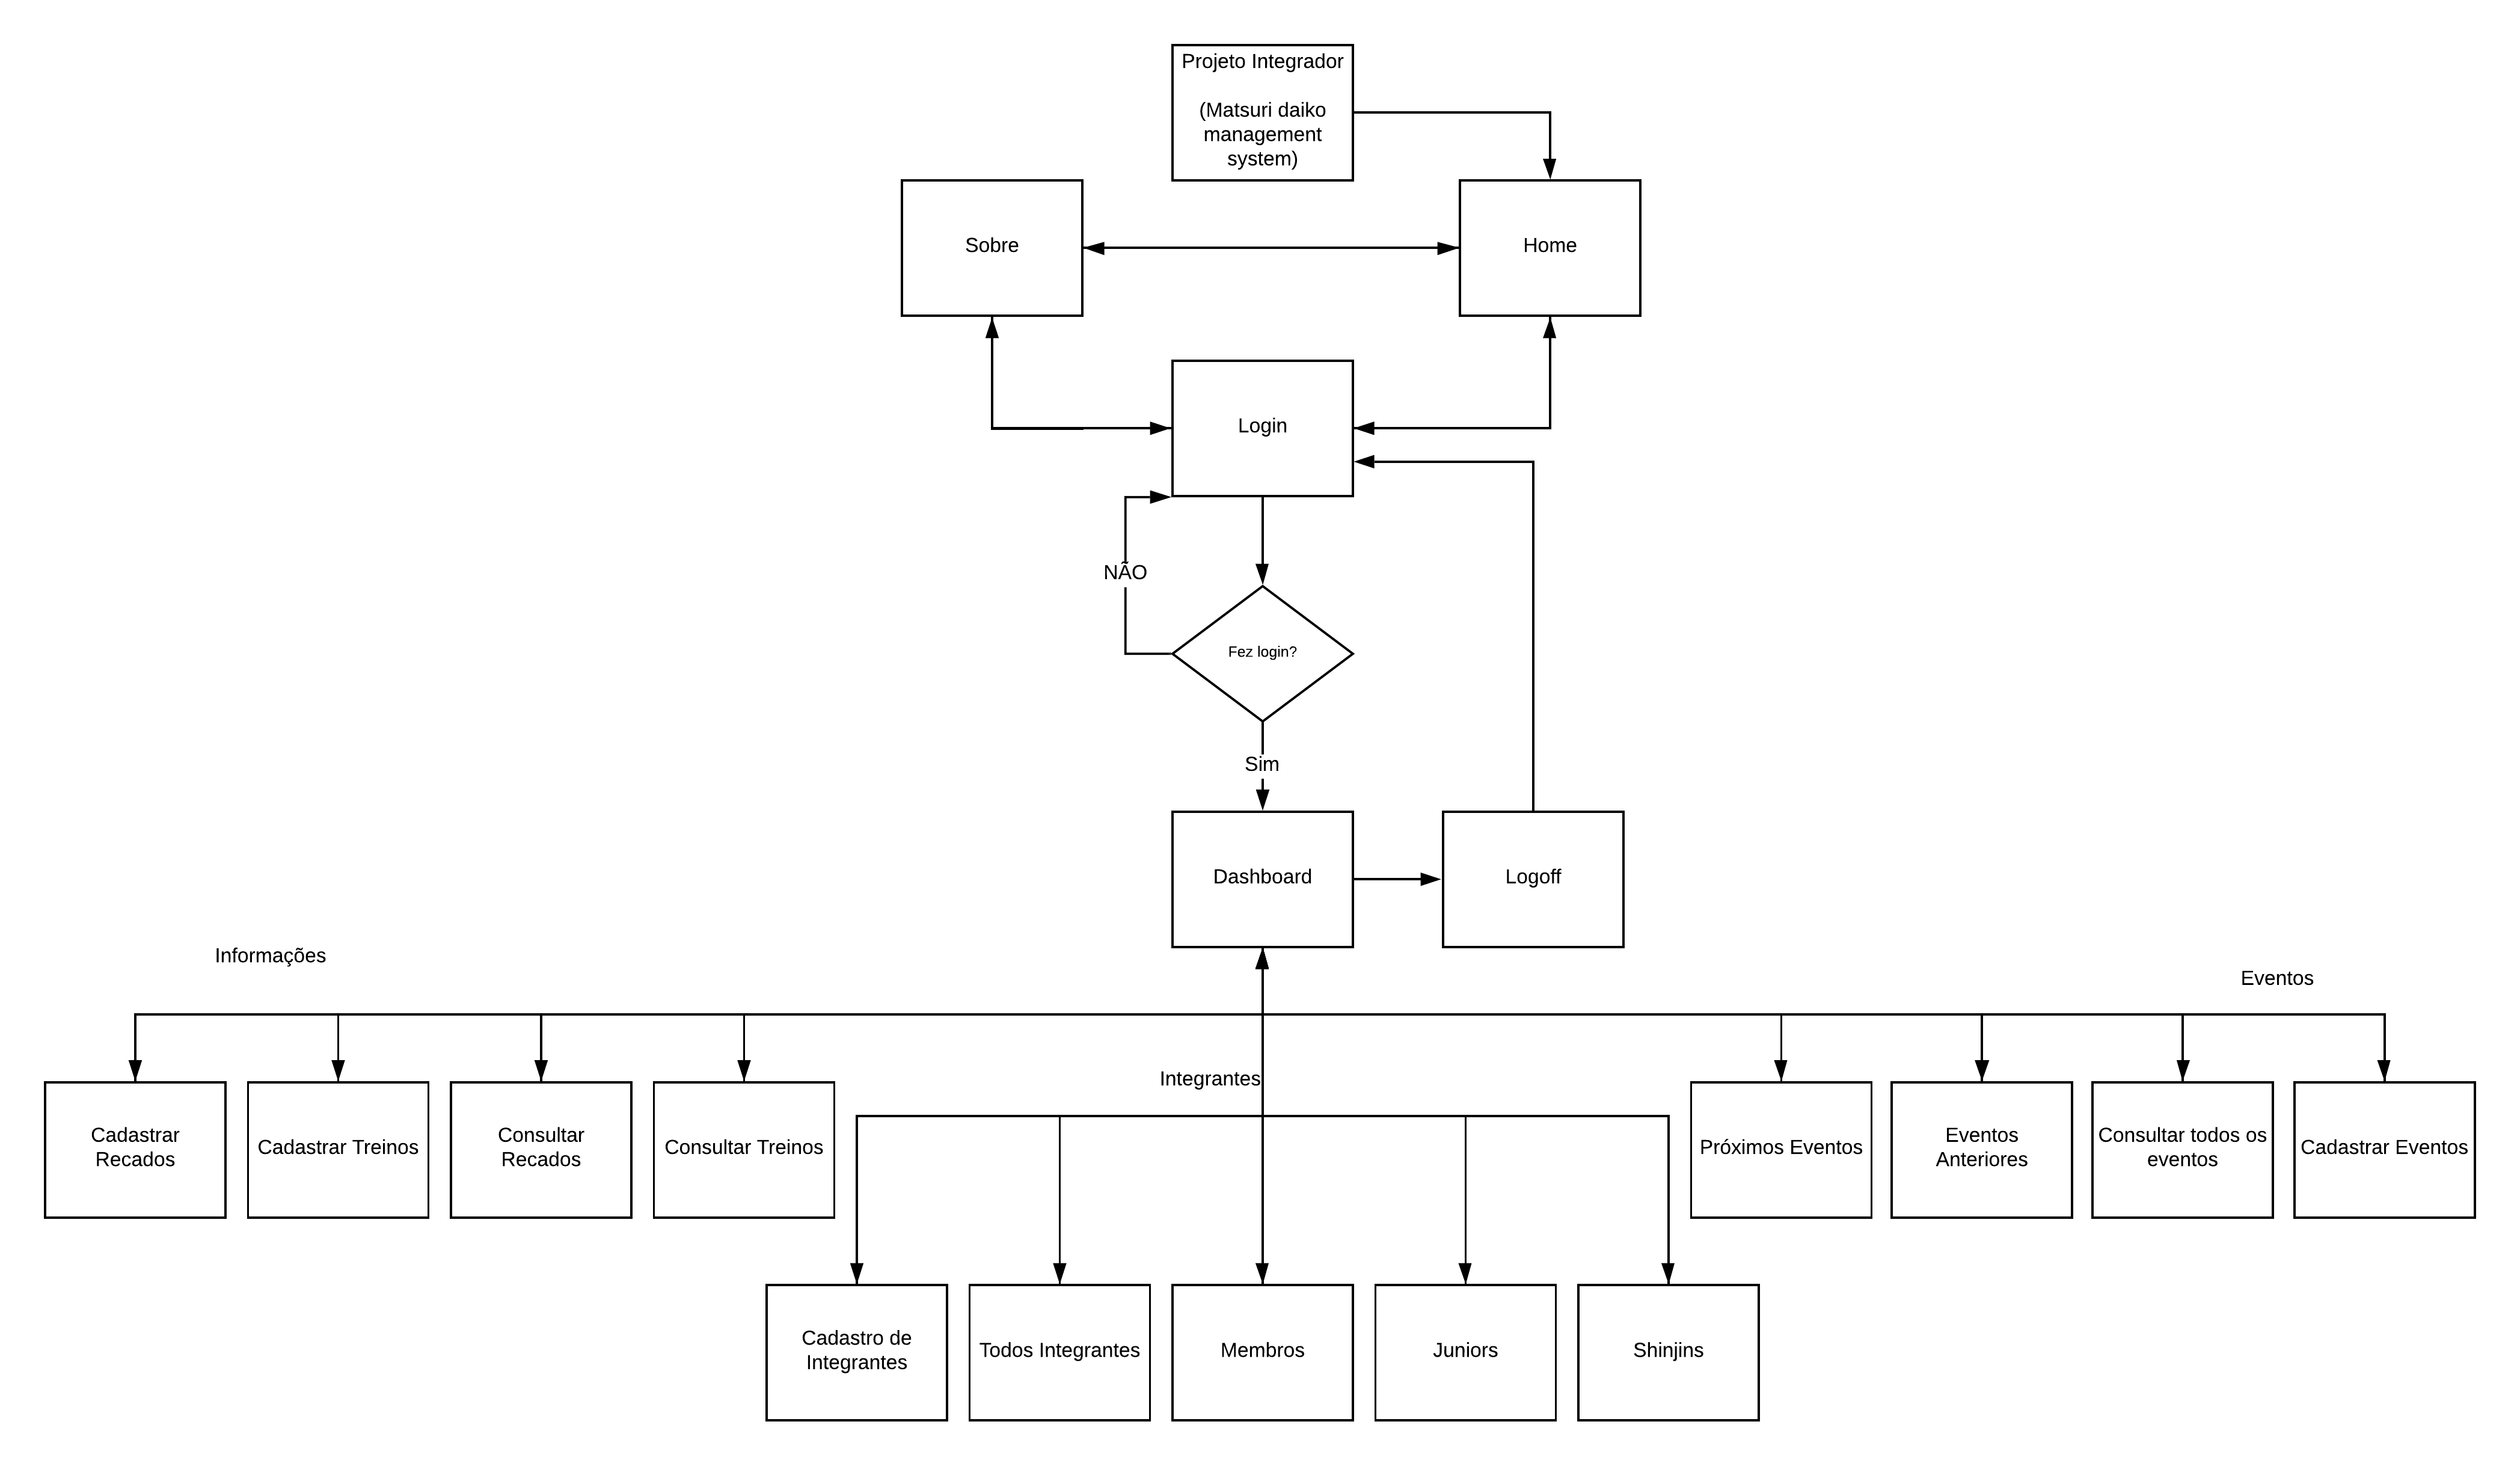 Projeto Integrador
(Matsuri daiko
management
system)
Sobre
Home
Login
NÃO
Fez login?
Sim
Dashboard
Logoff
Informações
Eventos
Integrantes
Cadastrar
Recados
Cadastrar Treinos
Consultar
Recados
Consultar Treinos
Próximos Eventos
Eventos
Anteriores
Consultar todos os
eventos
Cadastrar Eventos
Cadastro de
Integrantes
Todos Integrantes
Membros
Juniors
Shinjins